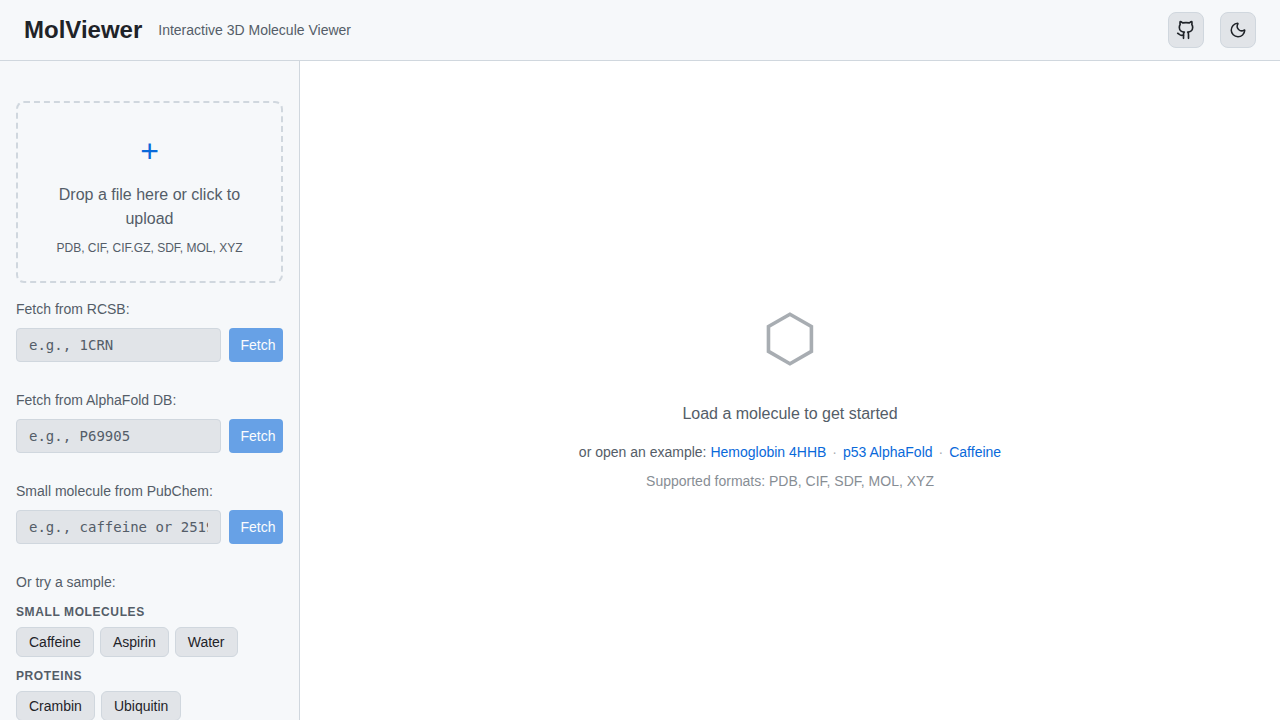 MolViewer
Interactive 3D Molecule Viewer
+
Drop a file here or click to
upload
PDB, CIF, CIF.GZ, SDF, MOL, XYZ
Fetch from RCSB:
e.g., 1CRN
Fetch
Fetch from AlphaFold DB:
e.g., P69905
Fetch
Small molecule from PubChem:
e.g., caffeine or 251
Fetch
Or try a sample:
SMALL MOLECULES
Caffeine
Aspirin
Water
PROTEINS
Crambin
Ubiquitin
Load a molecule to get started
or open an example: Hemoglobin 4HHB · p53 AlphaFold · Caffeine
Supported formats: PDB, CIF, SDF, MOL, XYZ